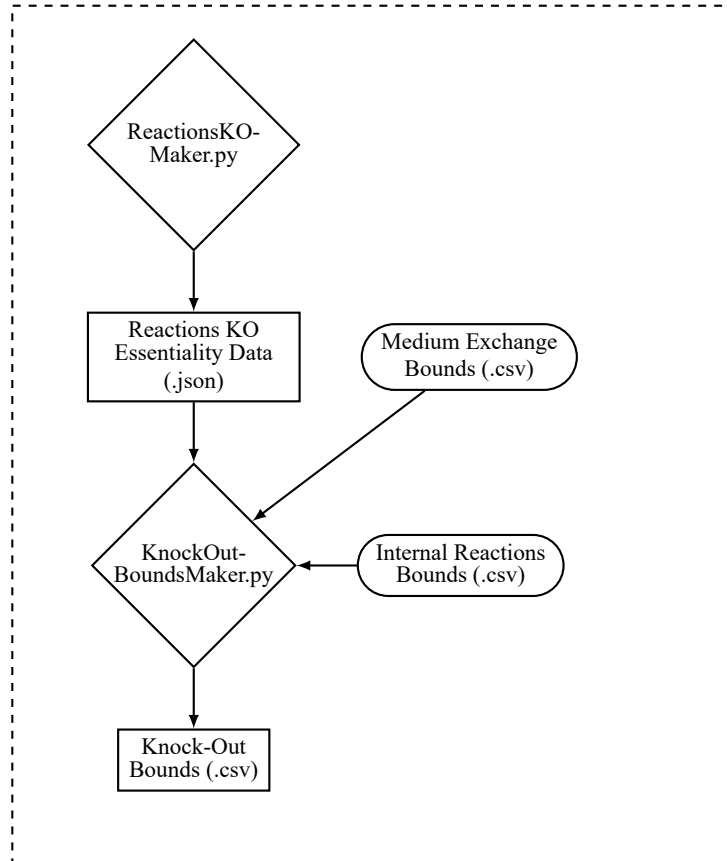 ReactionsKO-
Maker.py
Reactions KO
Essentiality Data
(.json)
Medium Exchange
Bounds (.csv)
KnockOut-
BoundsMaker.py
Internal Reactions
Bounds (.csv)
Knock-Out
Bounds (.csv)